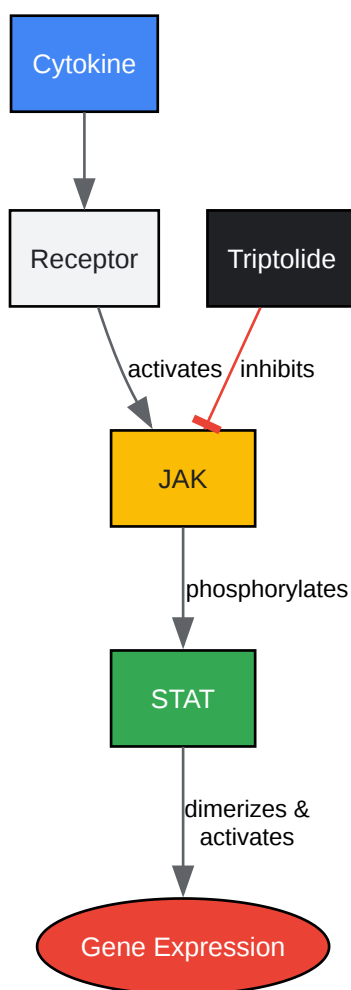 Cytokine
Receptor
Triptolide
activates
inhibits
JAK
phosphorylates
STAT
dimerizes &
activates
Gene Expression